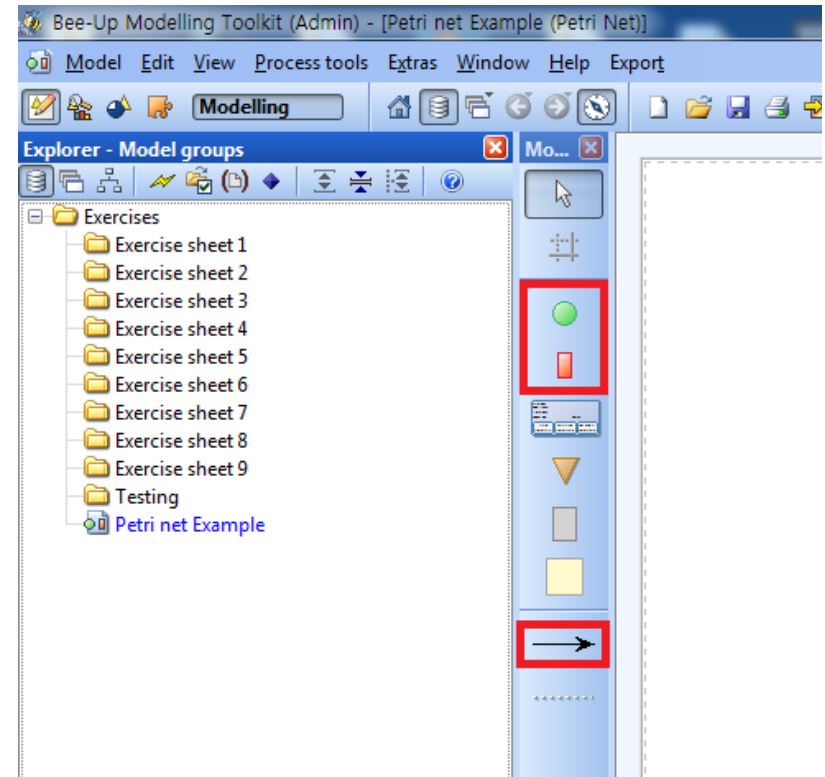 Bee-Up Modelling Toolkit (Admin) - [Petri net Example (Petri Net)]
Model Edit View Process tools Extras Window Help Export
Modelling
Explorer - Model groups
Mo...
Exercises
Exercise sheet 1
Exercise sheet 2
Exercise sheet 3
Exercise sheet 4
Exercise sheet 5
Exercise sheet 6
Exercise sheet 7
Exercise sheet 8
Exercise sheet 9
Testing
Petri net Example